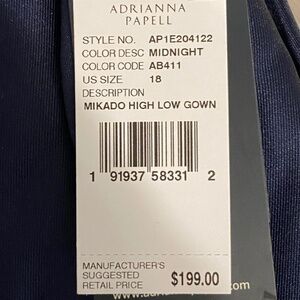 ADRIANNA
PAPELL
STYLE NO. AP1E204122
COLOR DESC MIDNIGHT
COLOR CODE AB411
US SIZE 18
DESCRIPTION
MIKADO HIGH LOW GOWN
1 91937 58331 2
MANUFACTURER'S
SUGGESTED
RETAIL PRICE $199.00